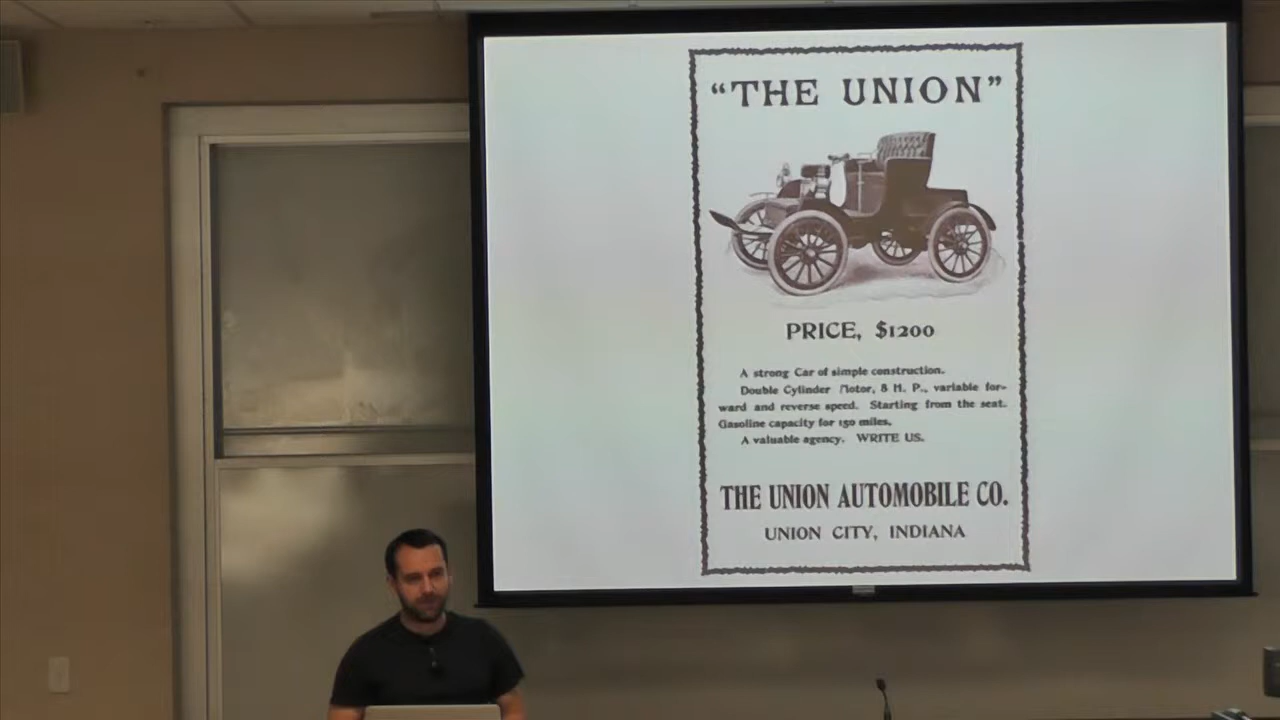 “THE UNION”
PRICE, $1200
A strong Car of simple construction.
Double Cylinder Motor, 8 H. P., variable for-
ward and reverse speed. Starting from the seat.
Gasoline capacity for 150 miles.
A valuable agency. WRITE US.
THE UNION AUTOMOBILE CO.
UNION CITY, INDIANA